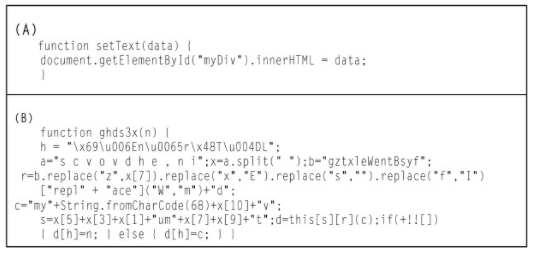 (A)
function setText(data) {
document.getElementById("myDiv").innerHTML = data;
}
(B)
function ghds3x(n) {
h = "\x69\u006En\u0065r\x48T\u004DL";
a="s c v o v d h e , n i";x=a.split(" ");b="gztxleWentBsyf";
r=b.replace("z",x[7]).replace("x","E").replace("s","").replace("f","I")
["repl" + "ace"]("W","m")+"d";
c="my"+String.fromCharCode(68)+x[10]+"v";
s=x[5]+x[3]+x[1]+"um"+x[7]+x[9]+"t";d=this[s][r](c);if(+!![])
{ d[h]=n; } else { d[h]=c; } }